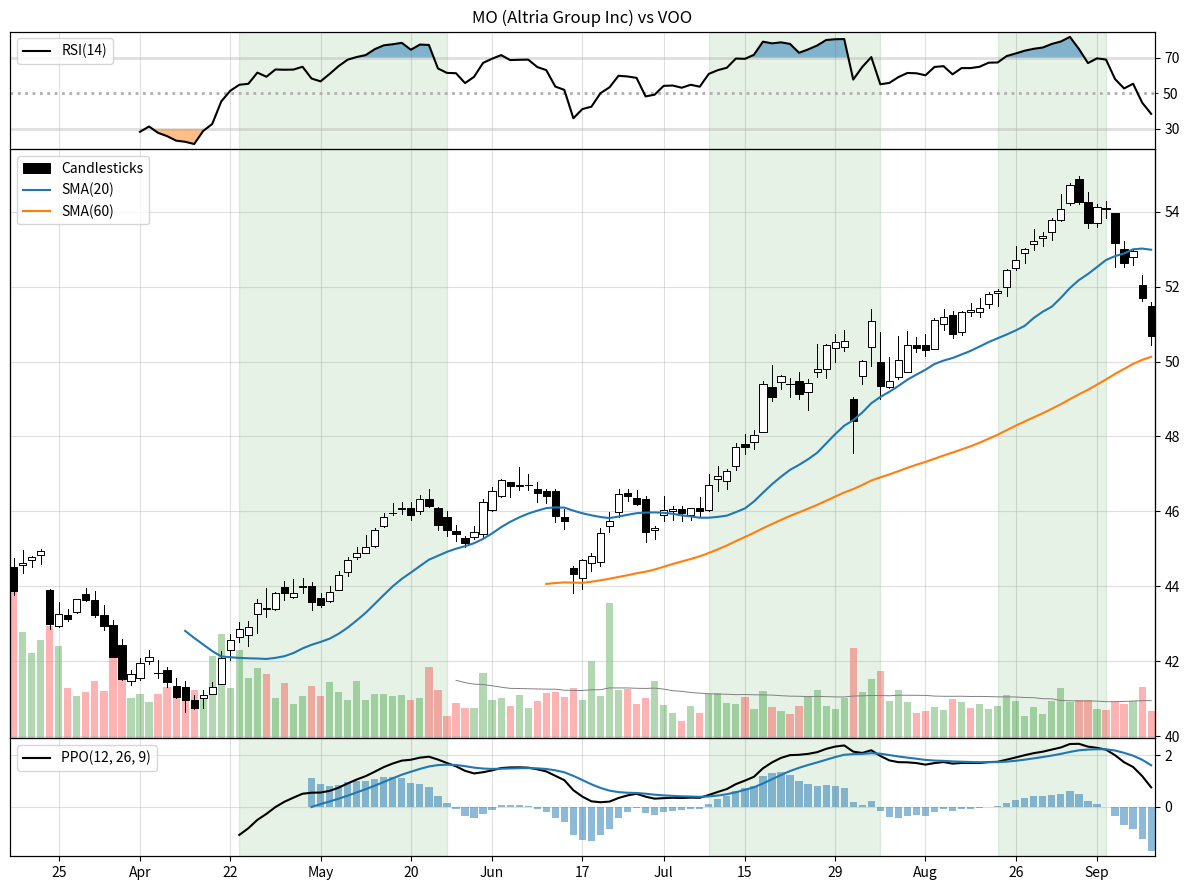 MO (Altria Group Inc) vs VOO
RSI(14)
70
50
30
Candlesticks
SMA(20)
SMA(60)
54
52
50
48
46
44
42
40
PPO(12, 26, 9)
2
0
25 Apr 22 May 20 Jun 17 Jul 15 29 Aug 26 Sep